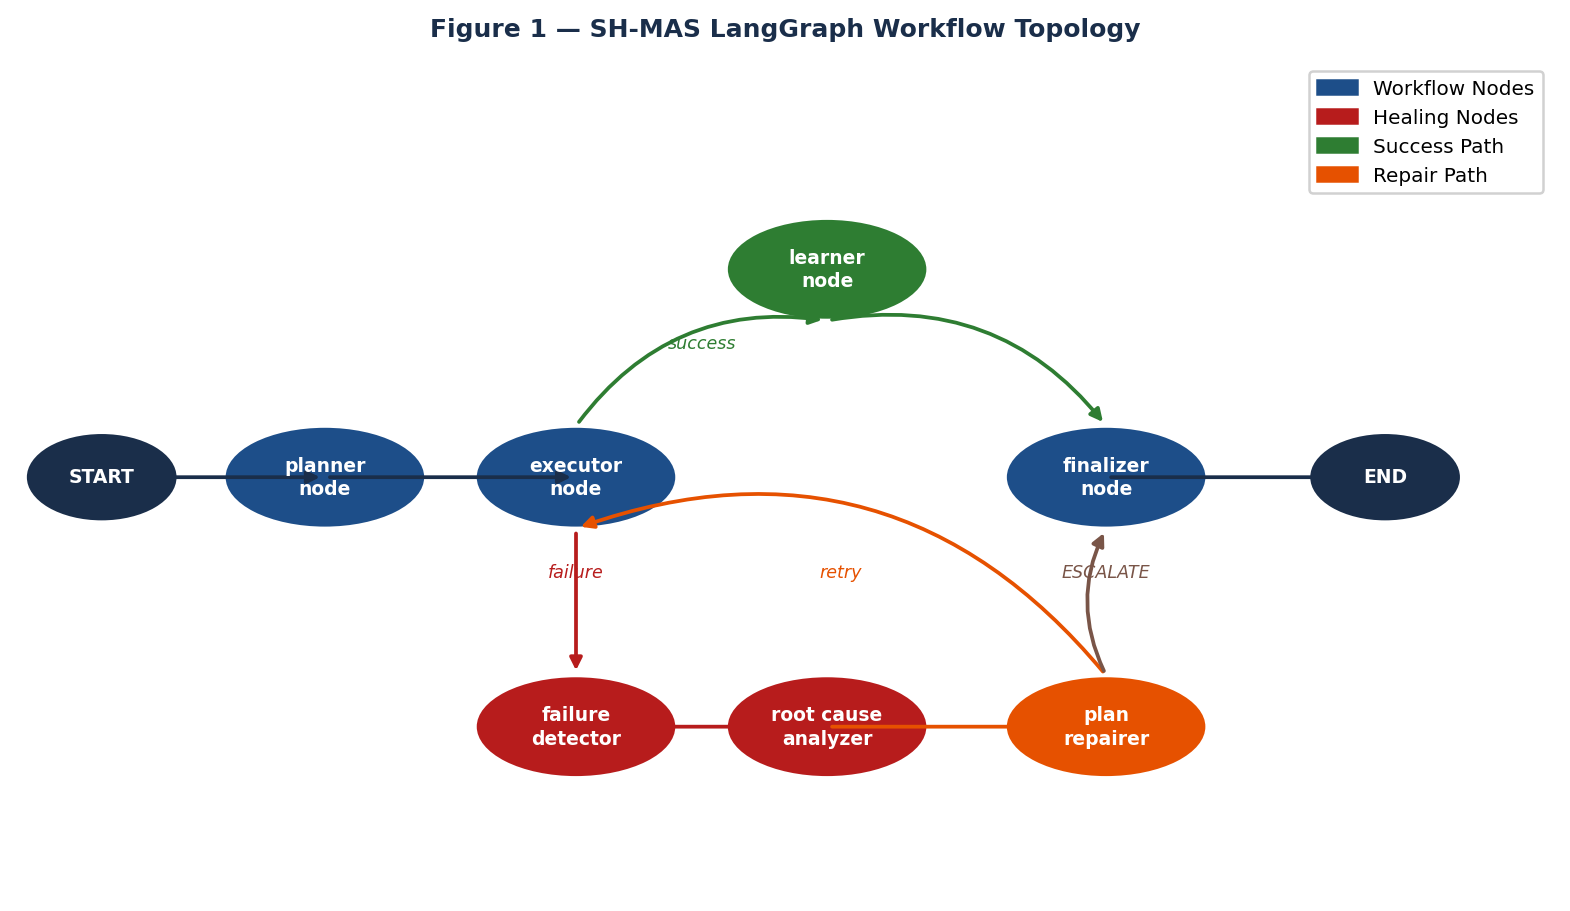 Figure 1 — SH-MAS LangGraph Workflow Topology
Workflow Nodes
Healing Nodes
Success Path
Repair Path
learner
node
success
START
planner
node
executor
node
finalizer
node
END
failure
retry
ESCALATE
failure
detector
root cause
analyzer
plan
repairer